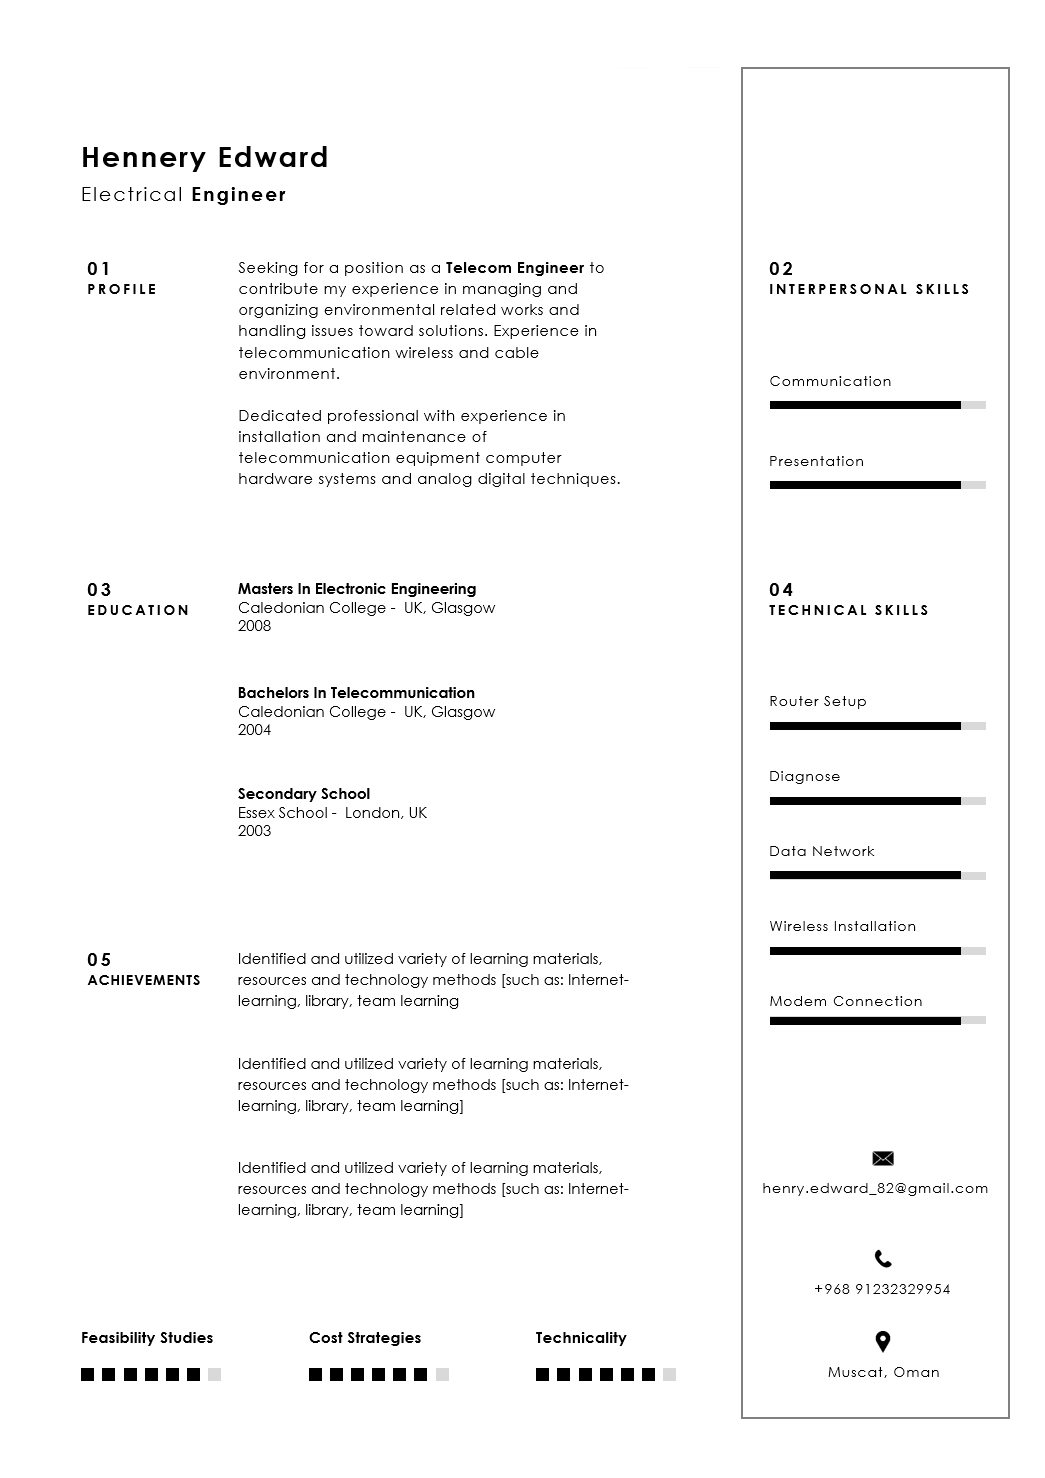 Hennery Edward
Electrical Engineer
01
PROFILE
Seeking for a position as a Telecom Engineer to
contribute my experience in managing and
organizing environmental related works and
handling issues toward solutions. Experience in
telecommunication wireless and cable
environment.
Dedicated professional with experience in
installation and maintenance of
telecommunication equipment computer
hardware systems and analog digital techniques.
02
INTERPERSONAL SKILLS
Communication
Presentation
03
EDUCATION
Masters In Electronic Engineering
Caledonian College -  UK, Glasgow
2008
Bachelors In Telecommunication
Caledonian College -  UK, Glasgow
2004
Secondary School
Essex School -  London, UK
2003
04
TECHNICAL SKILLS
Router Setup
Diagnose
Data Network
Wireless Installation
Modem Connection
05
ACHIEVEMENTS
Identified and utilized variety of learning materials,
resources and technology methods [such as: Internet-
learning, library, team learning
Identified and utilized variety of learning materials,
resources and technology methods [such as: Internet-
learning, library, team learning]
Identified and utilized variety of learning materials,
resources and technology methods [such as: Internet-
learning, library, team learning]
Feasibility Studies
Cost Strategies
Technicality
henry.edward_82@gmail.com
+968 91232329954
Muscat, Oman